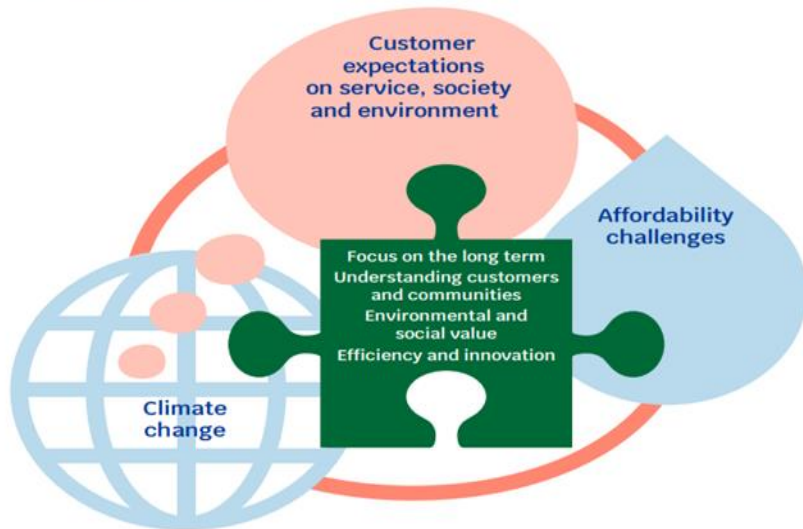 Customer
expectations
on service, society
and environment
Affordability
challenges
Focus on the long term
Understanding customers
and communities
Environmental and
social value
Efficiency and innovation
Climate
change